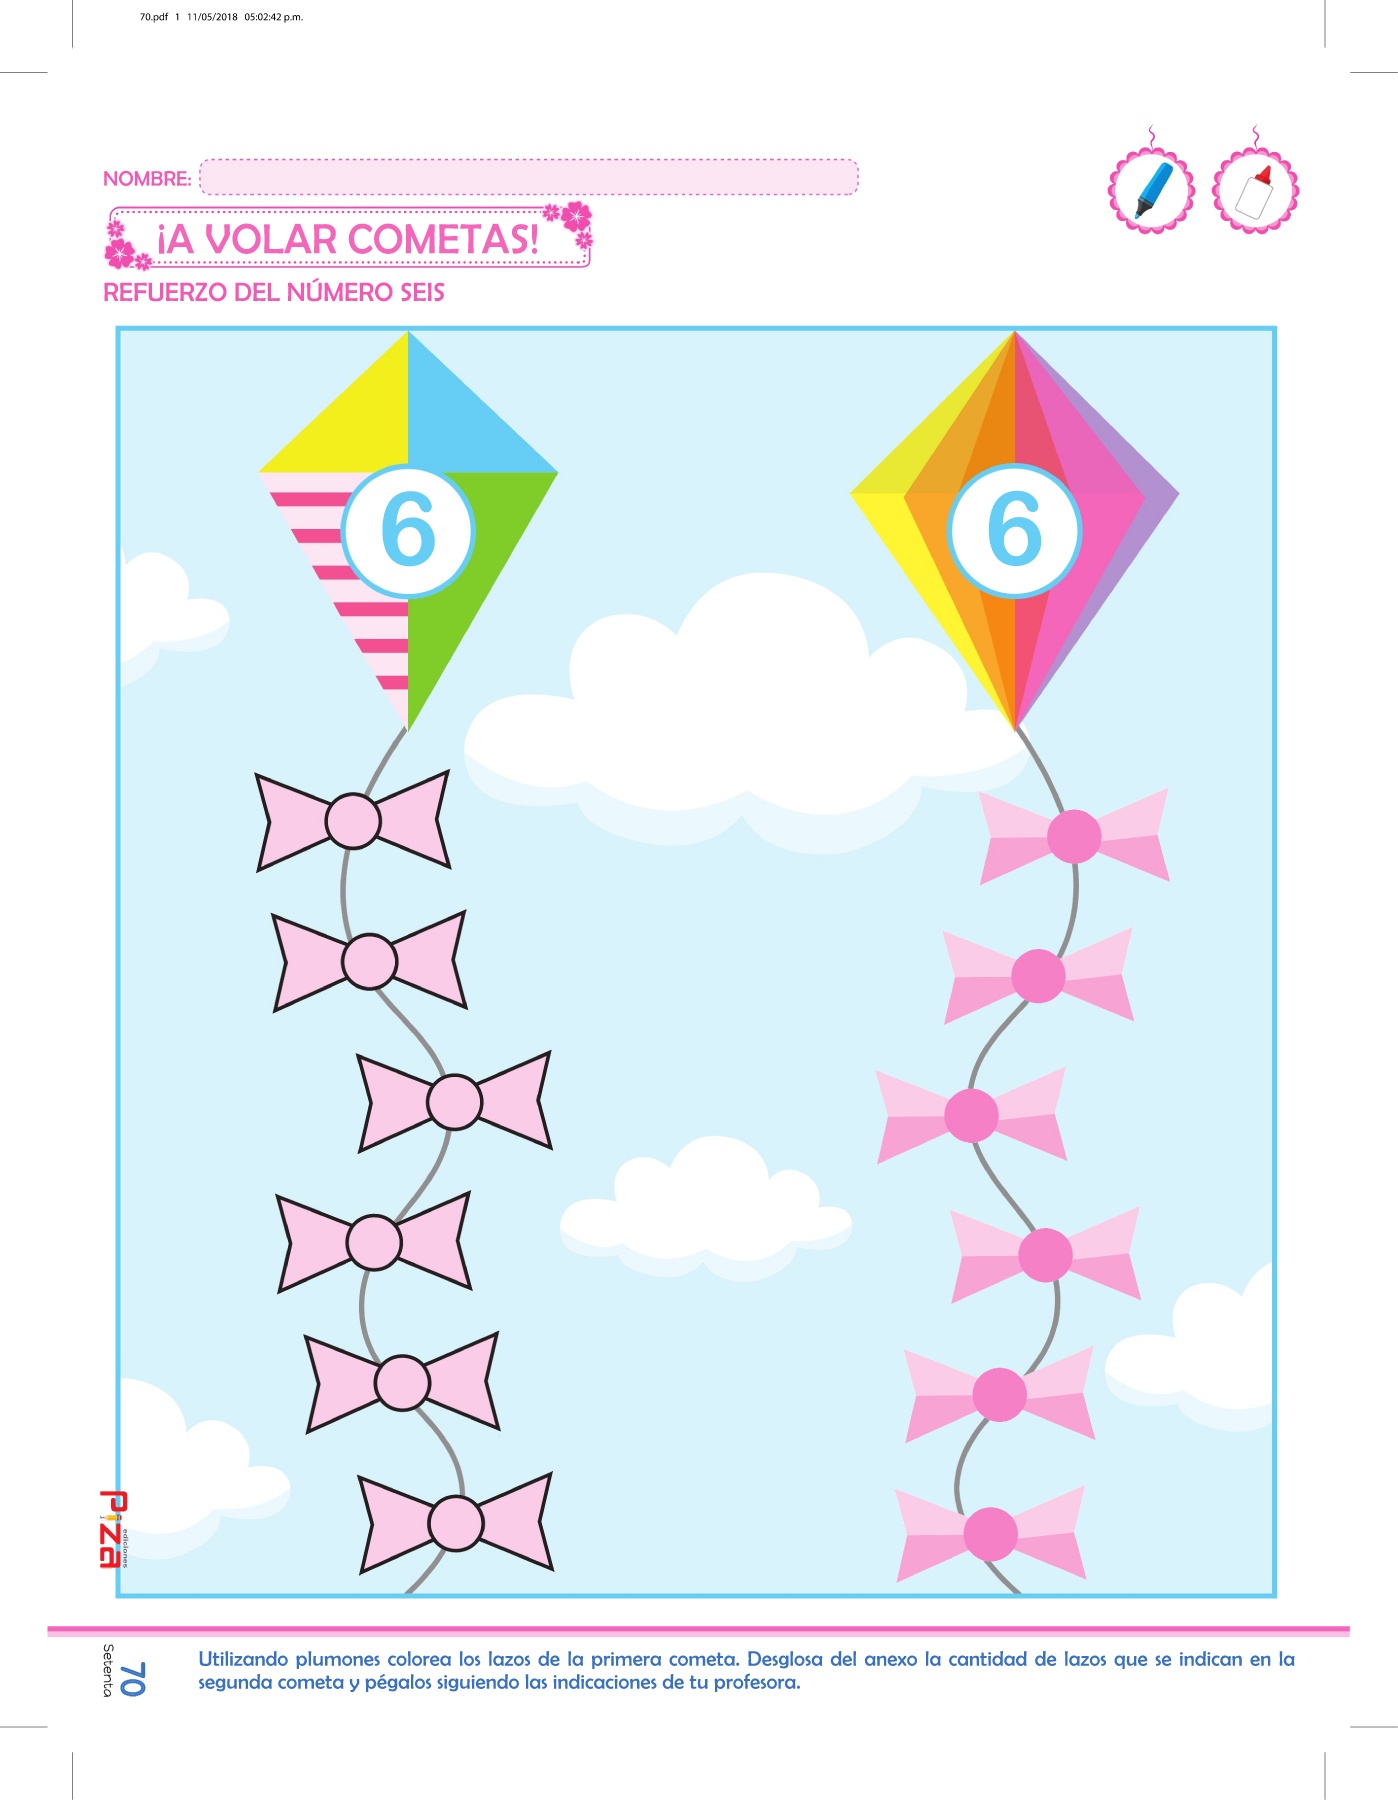 70.pdf 1 11/05/2018 05:02:42 p.m.
NOMBRE:
¡A VOLAR COMETAS!
REFUERZO DEL NÚMERO SEIS
6
6
Piza
ediciones
70
Setenta
Utilizando plumones colorea los lazos de la primera cometa. Desglosa del anexo la cantidad de lazos que se indican en la
segunda cometa y pégalos siguiendo las indicaciones de tu profesora.